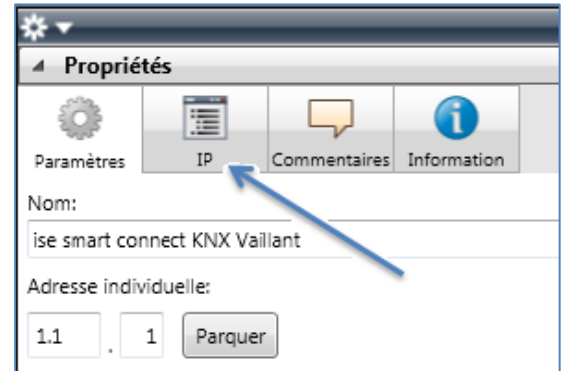 Propriétés
Paramètres IP Commentaires Information
Nom:
ise smart connect KNX Vaillant
Adresse individuelle:
1.1 . 1 Parquer